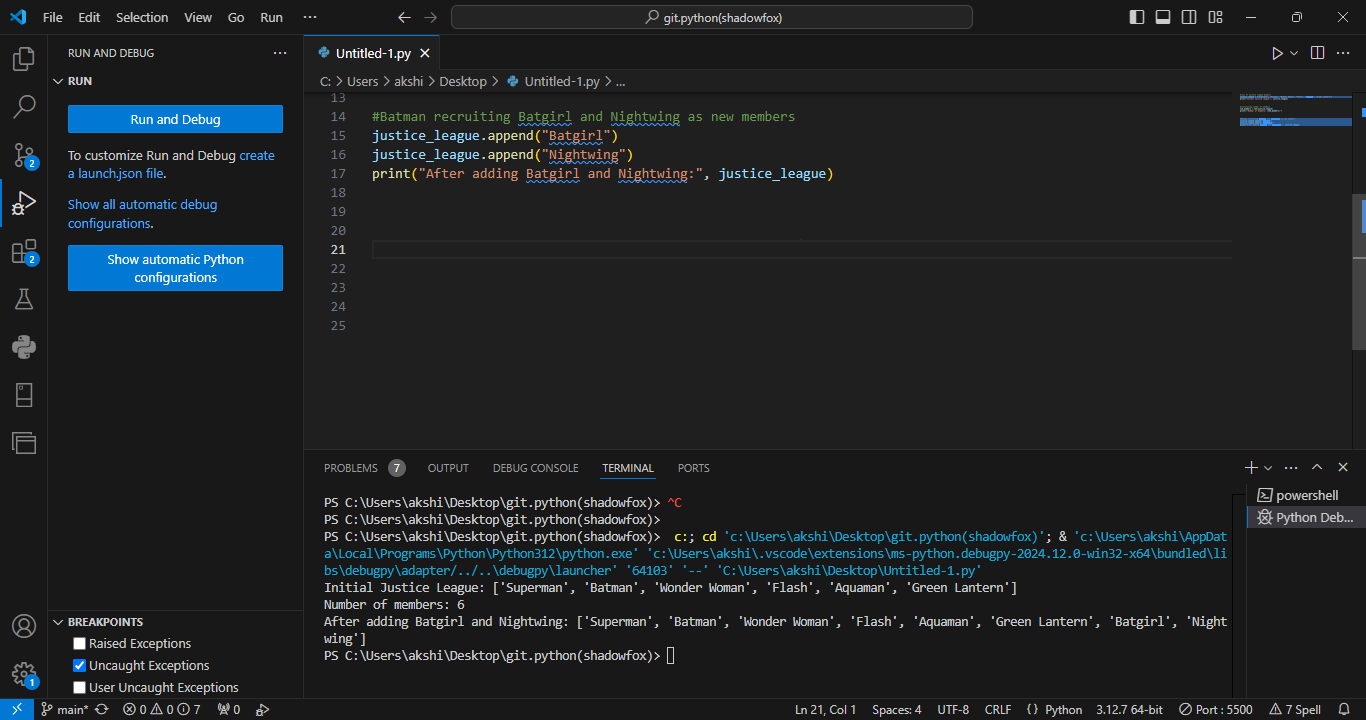 File Edit Selection View Go Run ··· git.python(shadowfox)
RUN AND DEBUG ···
RUN
Run and Debug
To customize Run and Debug create
a launch.json file.
Show all automatic debug
configurations.
Show automatic Python
configurations
BREAKPOINTS
Raised Exceptions
Uncaught Exceptions
User Uncaught Exceptions
2
2
1
Untitled-1.py
C: > Users > akshi > Desktop > Untitled-1.py > ...
13
14 #Batman recruiting Batgirl and Nightwing as new members
15 justice_league.append("Batgirl")
16 justice_league.append("Nightwing")
17 print("After adding Batgirl and Nightwing:", justice_league)
18
19
20
21
22
23
24
25
PROBLEMS 7 OUTPUT DEBUG CONSOLE TERMINAL PORTS
PS C:\Users\akshi\Desktop\git.python(shadowfox)> ^C
PS C:\Users\akshi\Desktop\git.python(shadowfox)>
PS C:\Users\akshi\Desktop\git.python(shadowfox)>  c:; cd 'c:\Users\akshi\Desktop\git.python(shadowfox)'; & 'c:\Users\akshi\AppDat
a\Local\Programs\Python\Python312\python.exe' 'c:\Users\akshi\.vscode\extensions\ms-python.debugpy-2024.12.0-win32-x64\bundled\li
bs\debugpy\adapter/../..\debugpy\launcher' '64103' '--' 'C:\Users\akshi\Desktop\Untitled-1.py'
Initial Justice League: ['Superman', 'Batman', 'Wonder Woman', 'Flash', 'Aquaman', 'Green Lantern']
Number of members: 6
After adding Batgirl and Nightwing: ['Superman', 'Batman', 'Wonder Woman', 'Flash', 'Aquaman', 'Green Lantern', 'Batgirl', 'Night
wing']
PS C:\Users\akshi\Desktop\git.python(shadowfox)>
powershell
Python Deb...
main* 0 0 7 0 Ln 21, Col 1 Spaces: 4 UTF-8 CRLF {} Python 3.12.7 64-bit Port : 5500 7 Spell